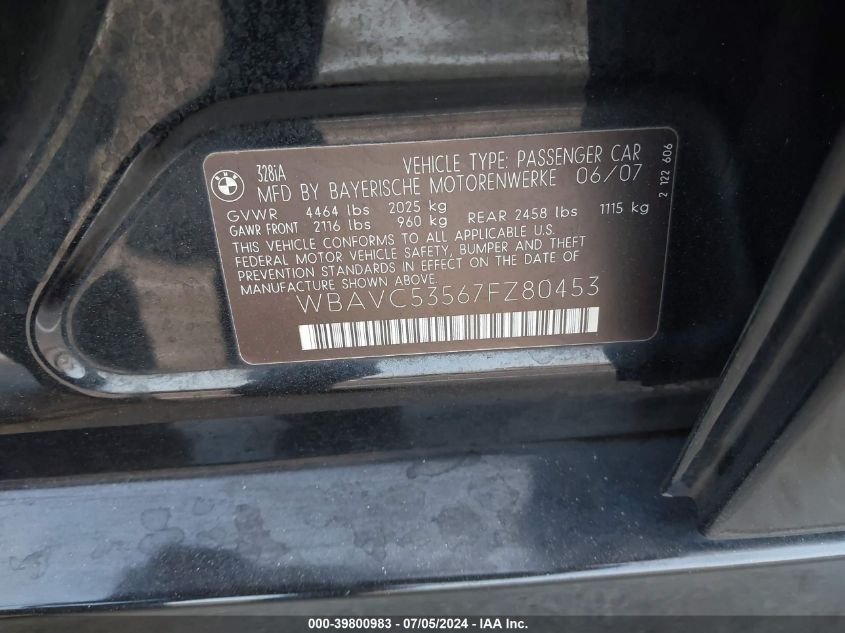 BMW
328iA VEHICLE TYPE: PASSENGER CAR
MFD BY BAYERISCHE MOTORENWERKE 06/07
GVWR 4464 lbs 2025 kg
GAWR FRONT 2116 lbs 960 kg REAR 2458 lbs 1115 kg
THIS VEHICLE CONFORMS TO ALL APPLICABLE U.S.
FEDERAL MOTOR VEHICLE SAFETY, BUMPER AND THEFT
PREVENTION STANDARDS IN EFFECT ON THE DATE OF
MANUFACTURE SHOWN ABOVE
WBAVC53567FZ80453
2 122 606
000-39800983 - 07/05/2024 - IAA Inc.